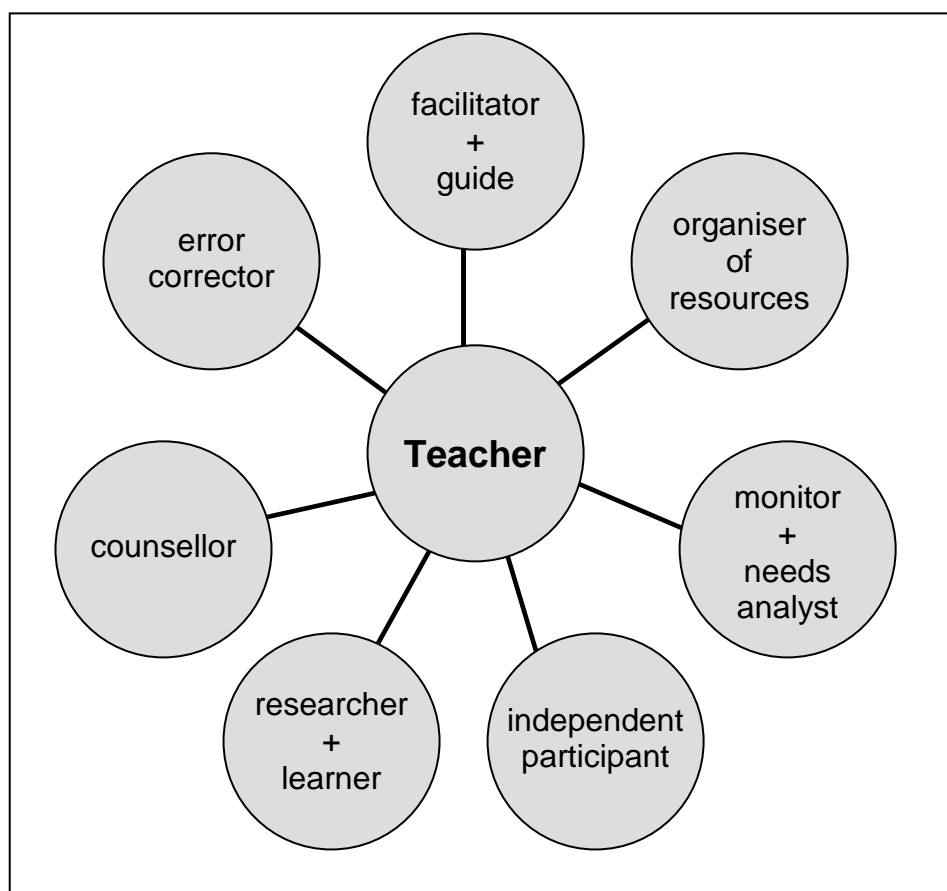 facilitator
+
guide
organiser
of
resources
error
corrector
Teacher
monitor
+
needs
analyst
counsellor
researcher
+
learner
independent
participant